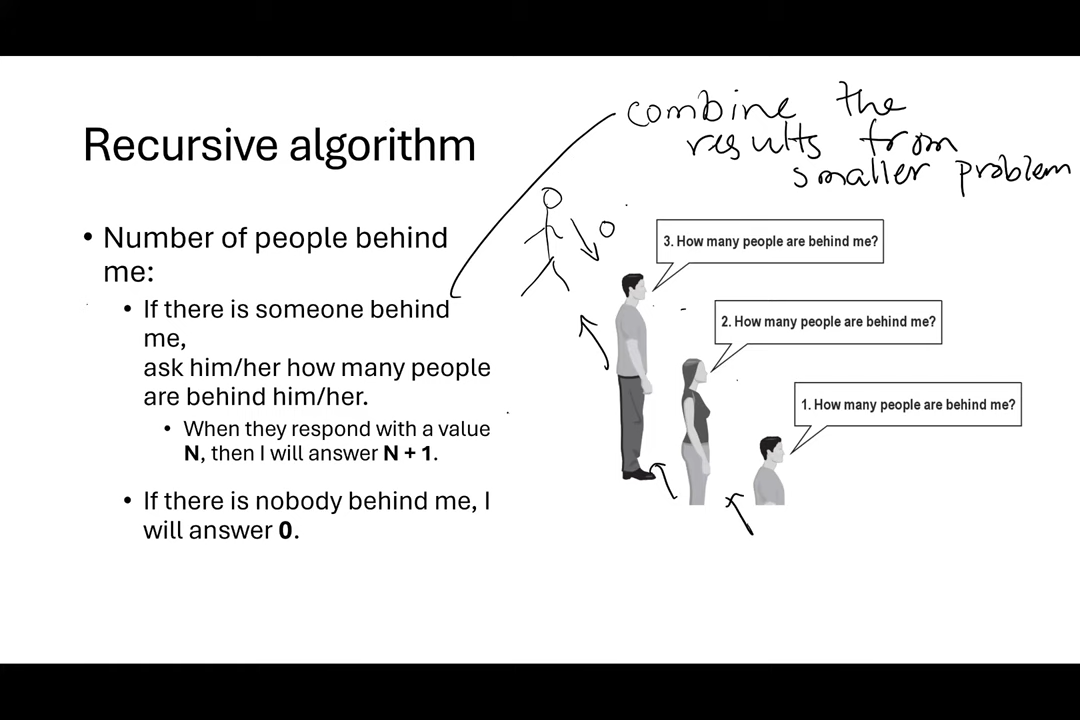 combine the
results from
smaller problem
Recursive algorithm
• Number of people behind
me:
• If there is someone behind
me,
ask him/her how many people
are behind him/her.
• When they respond with a value
N, then I will answer N + 1.
• If there is nobody behind me, I
will answer 0.
0
3. How many people are behind me?
2. How many people are behind me?
1. How many people are behind me?